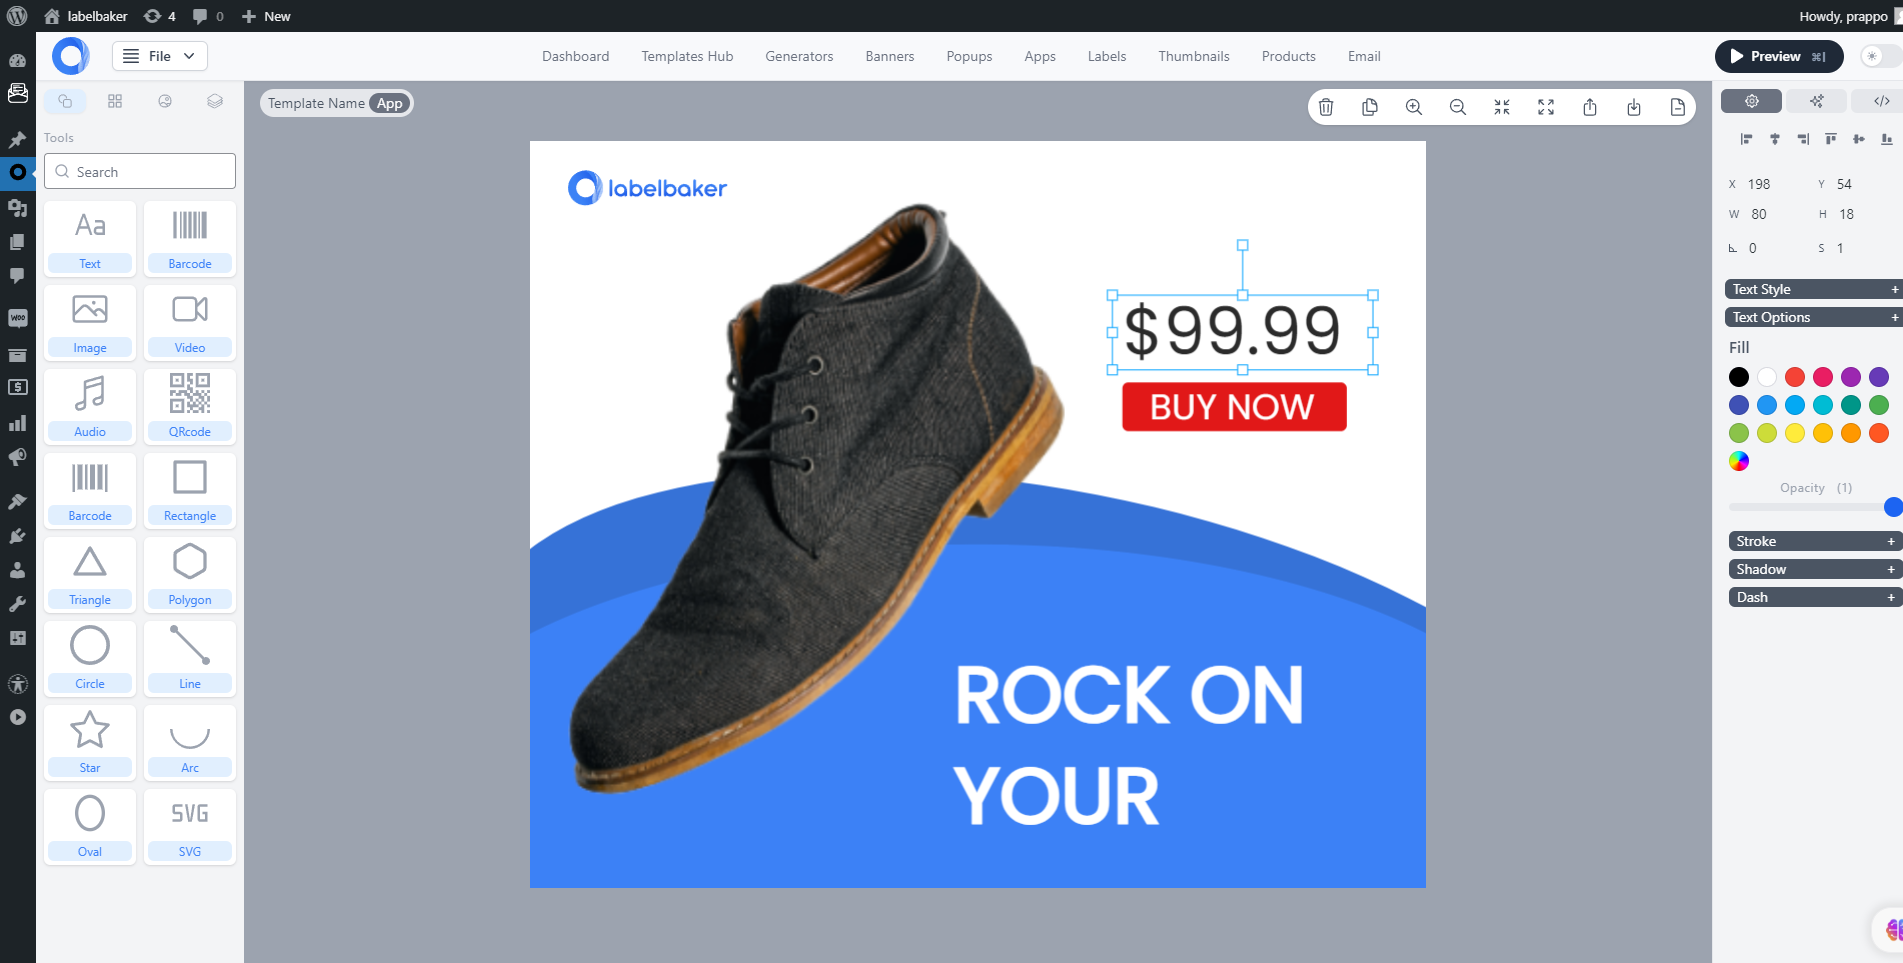 labelbaker
4
0
New
Howdy, prappo
File
Dashboard
Templates Hub
Generators
Banners
Popups
Apps
Labels
Thumbnails
Products
Email
Preview ⌘I
Tools
Search
Aa
Text
Barcode
Image
Video
Audio
QRcode
Barcode
Rectangle
Triangle
Polygon
Circle
Line
Star
Arc
SVG
Oval
SVG
WOO
Template Name App
labelbaker
$99.99
BUY NOW
ROCK ON
YOUR
X 198 Y 54
W 80 H 18
0 S 1
Text Style +
Text Options +
Fill
Opacity (1)
Stroke +
Shadow +
Dash +